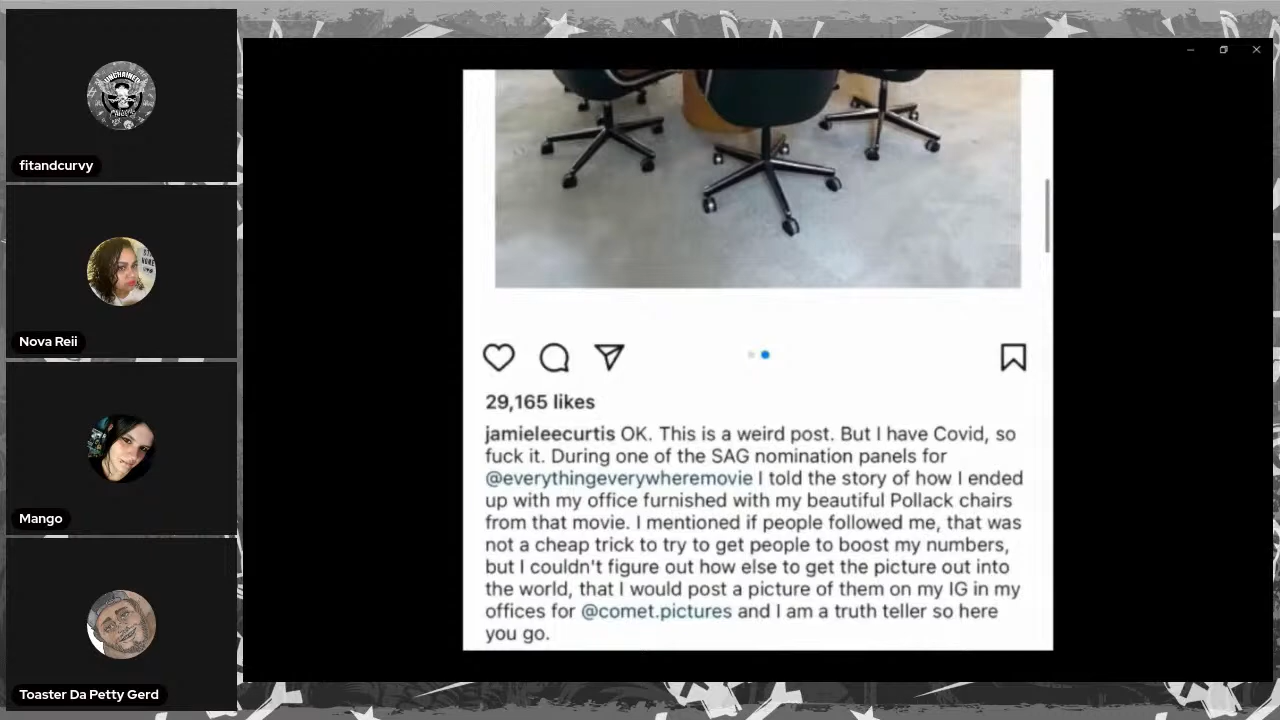 UNCHAINED
fitandcurvy
Nova Reii
Mango
Toaster Da Petty Gerd
29,165 likes
jamieleecurtis OK. This is a weird post. But I have Covid, so
fuck it. During one of the SAG nomination panels for
@everythingeverywheremovie I told the story of how I ended
up with my office furnished with my beautiful Pollack chairs
from that movie. I mentioned if people followed me, that was
not a cheap trick to try to get people to boost my numbers,
but I couldn't figure out how else to get the picture out into
the world, that I would post a picture of them on my IG in my
offices for @comet.pictures and I am a truth teller so here
you go.